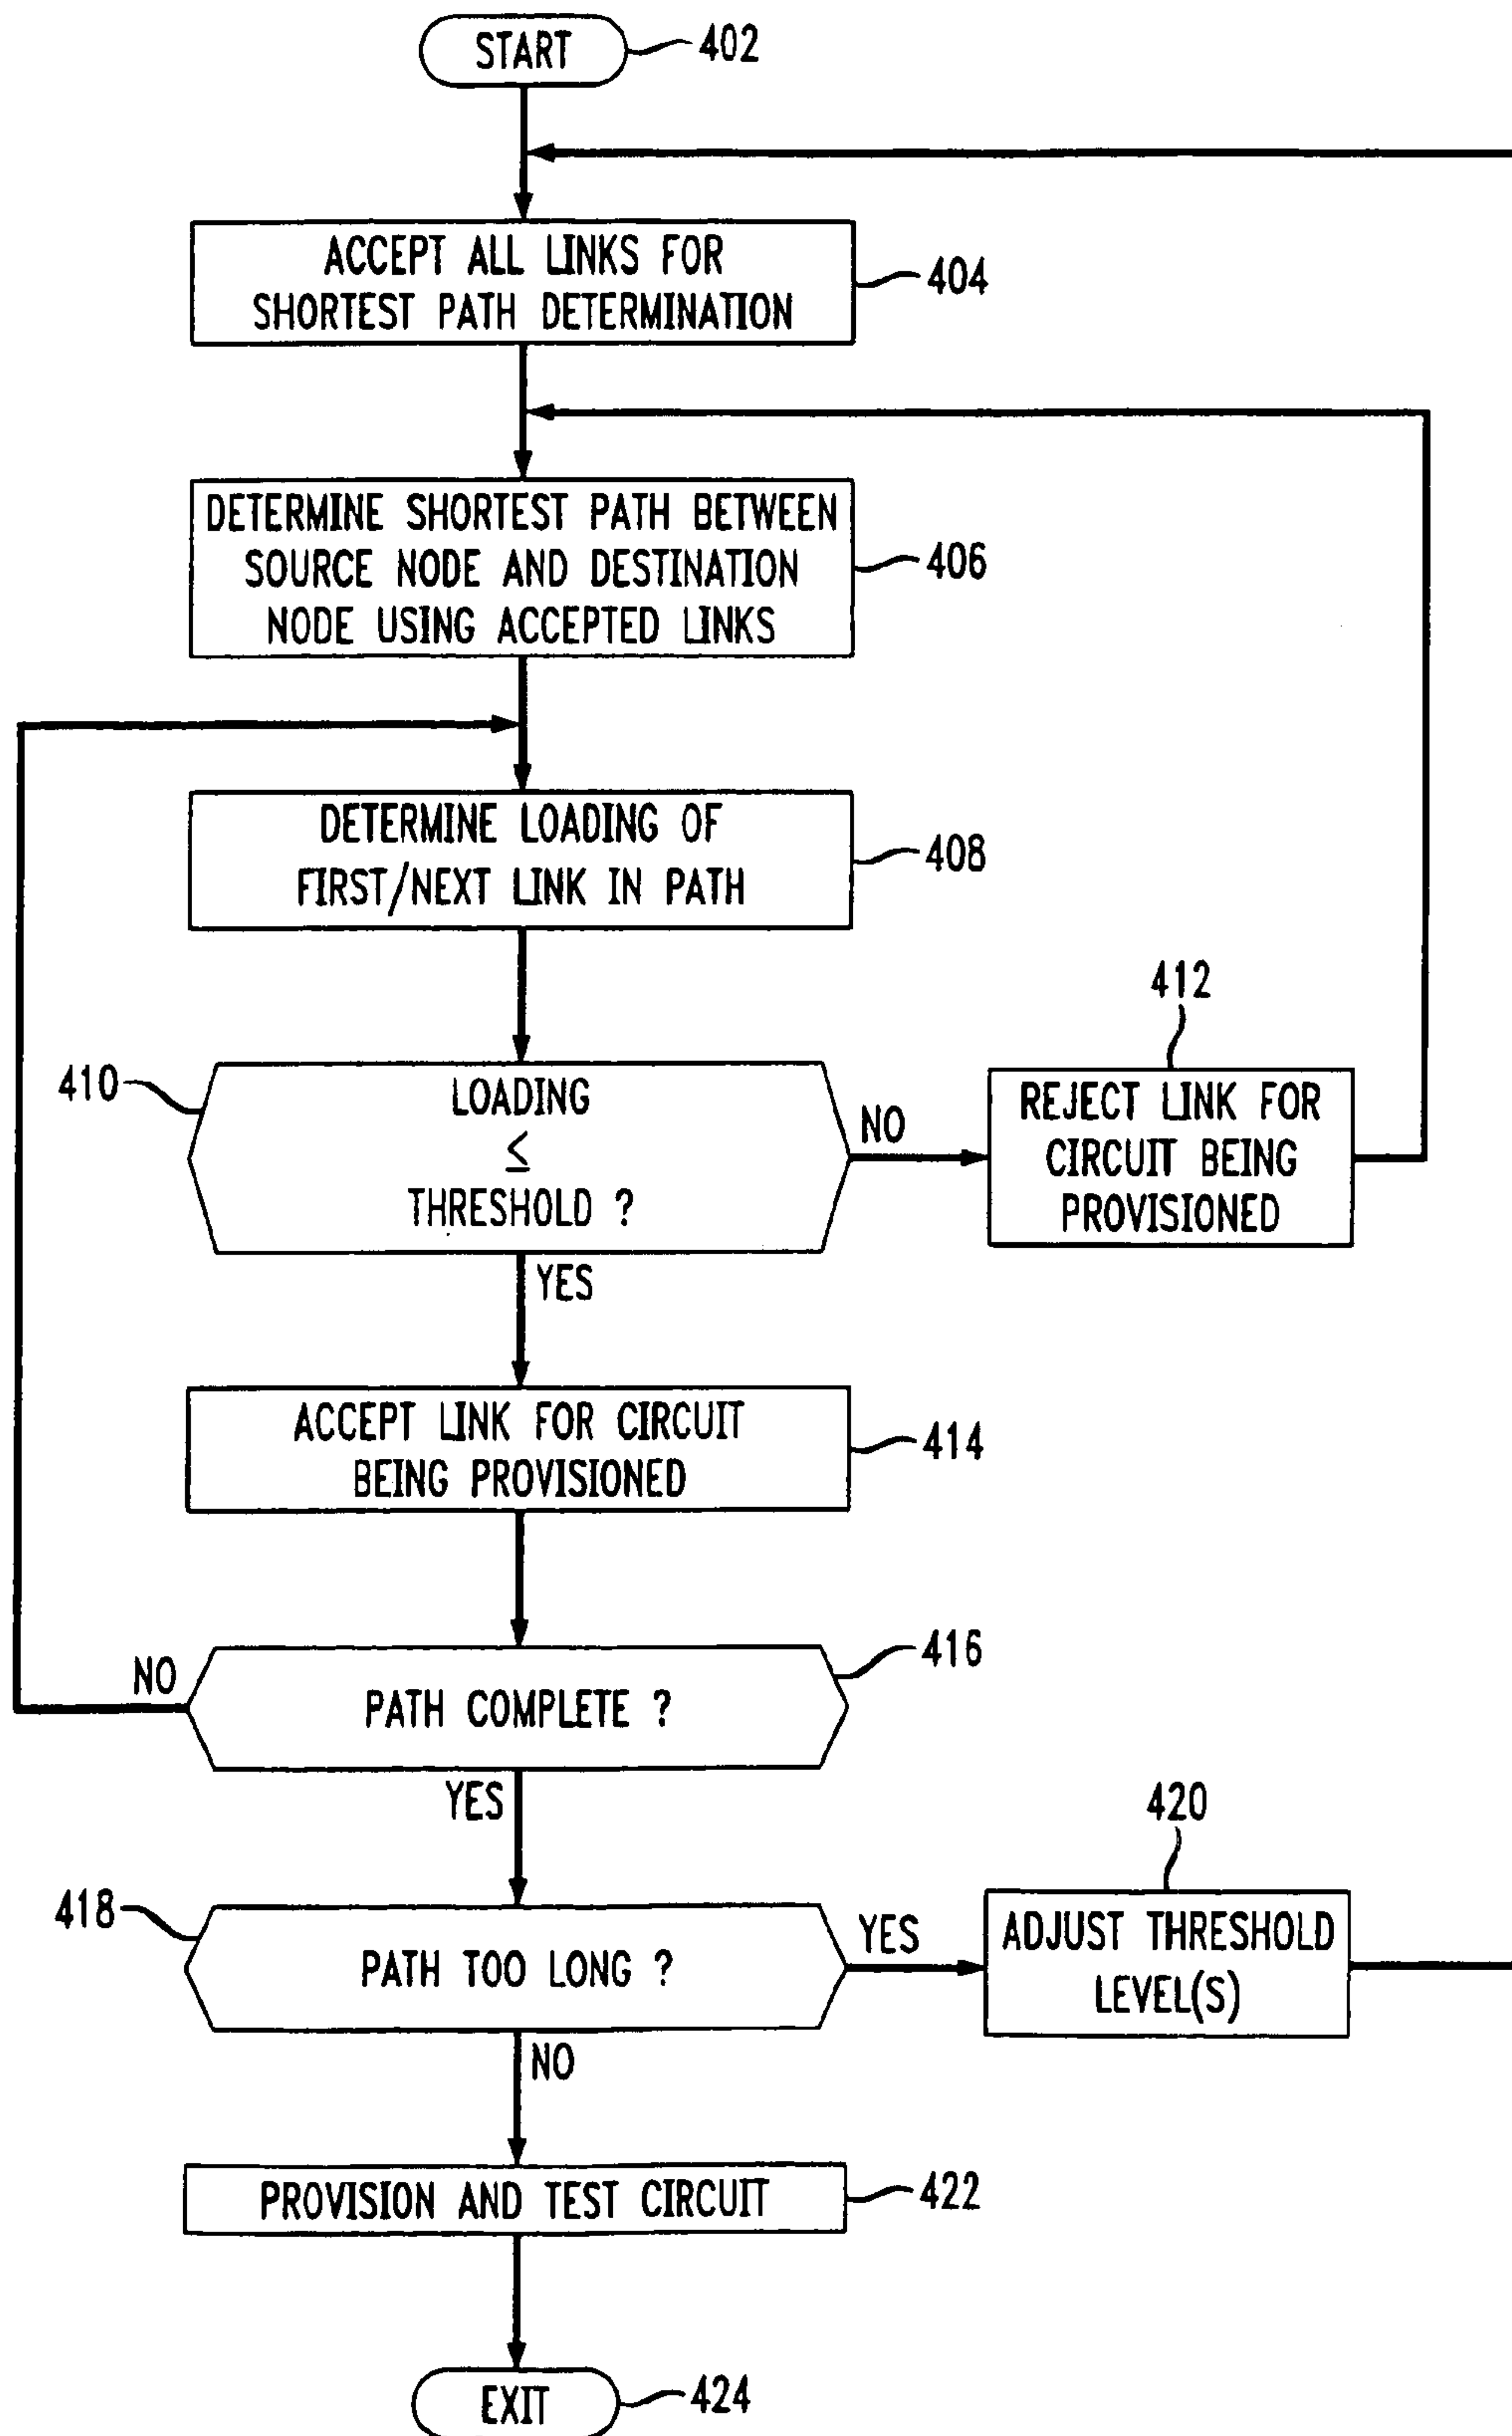 START
402
ACCEPT ALL LINKS FOR
SHORTEST PATH DETERMINATION
404
DETERMINE SHORTEST PATH BETWEEN
SOURCE NODE AND DESTINATION
NODE USING ACCEPTED LINKS
406
DETERMINE LOADING OF
FIRST/NEXT LINK IN PATH
408
410
LOADING
≤
THRESHOLD ?
NO
YES
412
REJECT LINK FOR
CIRCUIT BEING
PROVISIONED
ACCEPT LINK FOR CIRCUIT
BEING PROVISIONED
414
416
NO
PATH COMPLETE ?
YES
418
PATH TOO LONG ?
YES
NO
420
ADJUST THRESHOLD
LEVEL(S)
PROVISION AND TEST CIRCUIT
422
EXIT
424